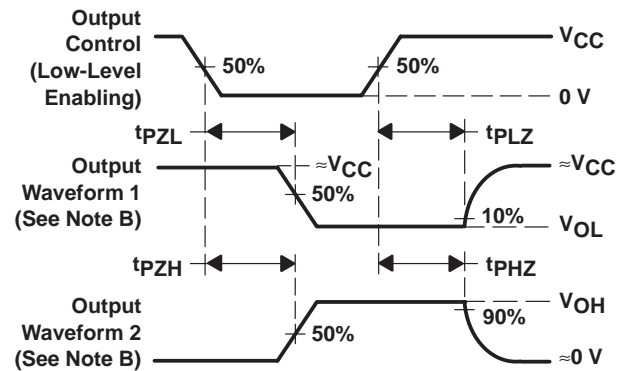 Output
Control
(Low-Level
Enabling)
50%
50%
VCC
0 V
tPZL
tPLZ
Output
Waveform 1
(See Note B)
≈VCC
50%
≈VCC
10%
VOL
tPZH
tPHZ
Output
Waveform 2
(See Note B)
50%
VOH
90%
≈0 V